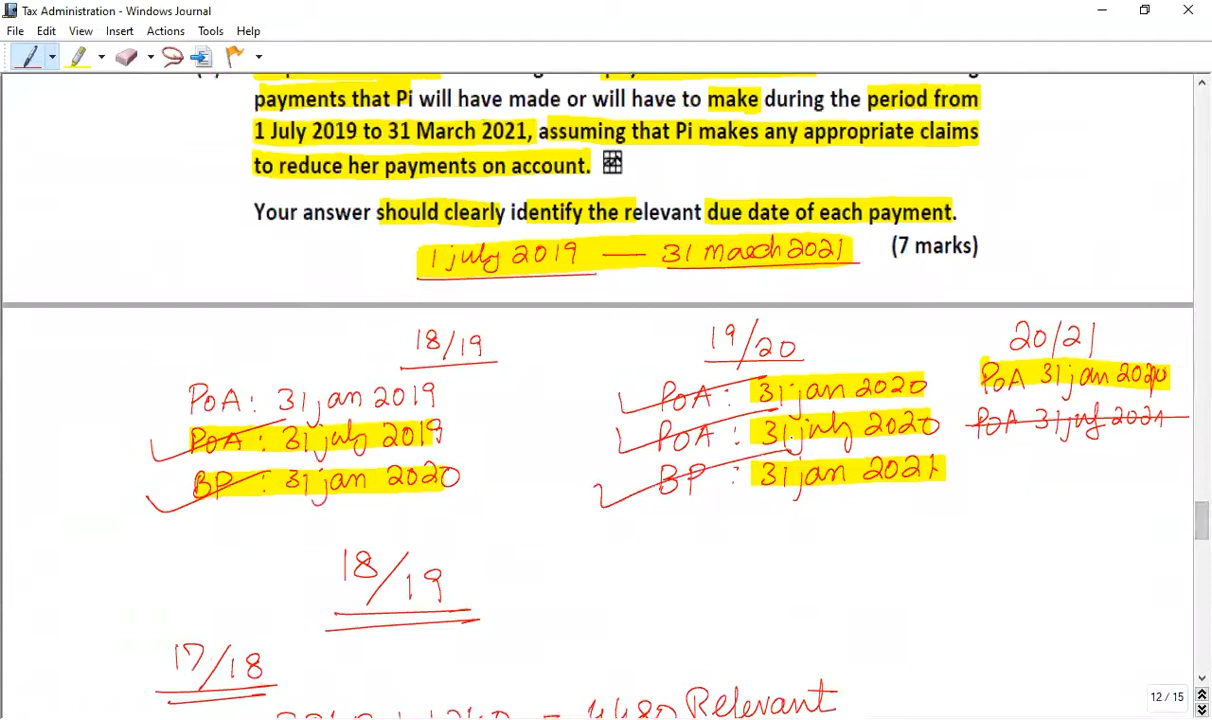 Tax Administration - Windows Journal
File Edit View Insert Actions Tools Help
payments that Pi will have made or will have to make during the period from
1 July 2019 to 31 March 2021, assuming that Pi makes any appropriate claims
to reduce her payments on account.
Your answer should clearly identify the relevant due date of each payment.
1 july 2019 — 31 march 2021 (7 marks)
18/19 19/20 20/21
PoA: 31 jan 2019 PoA: 31 jan 2020 PoA 31 jan
PoA: 31 july 2019 PoA: 31 july 2020 PoA 31 july 2021
BP: 31 jan 2020 BP: 31 jan 2021
18/19
17/18
= 4480 Relevant
12 / 15